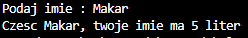 Podaj imie : Makar
Czesc Makar, twoje imie ma 5 liter